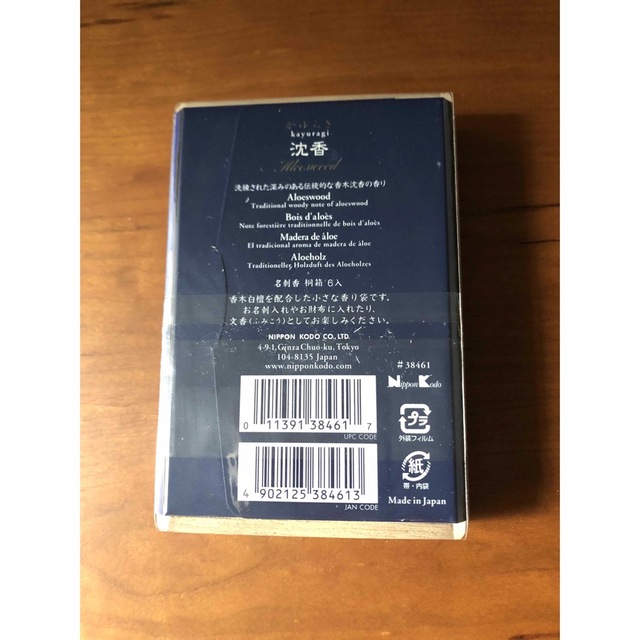 かゆらぎ
kayuragi
沈香
Aloeswood
洗練された深みのある伝統的な香木沈香の香り
Aloeswood
Traditional woody note of aloeswood
Bois d'aloès
Note forestière traditionnelle de bois d'aloès
Madera de áloe
El tradicional aroma de madera de áloe
Aloeholz
Traditioneller Holzduft des Aloeholzes
名刺香 桐箱 6入
香木白檀を配合した小さな香り袋です。
お名刺入れやお財布に入れたり、
文香(ふみこう)としてお楽しみください。
NIPPON KODO CO., LTD.
4-9-1, Ginza Chuo-ku, Tokyo
104-8135 Japan
www.nipponkodo.com
#38461
Nippon Kodo
0 11391 38461 7
UPC CODE
プラ
外装フィルム
紙
帯・内袋
4 902125 384613
JAN CODE
Made in Japan